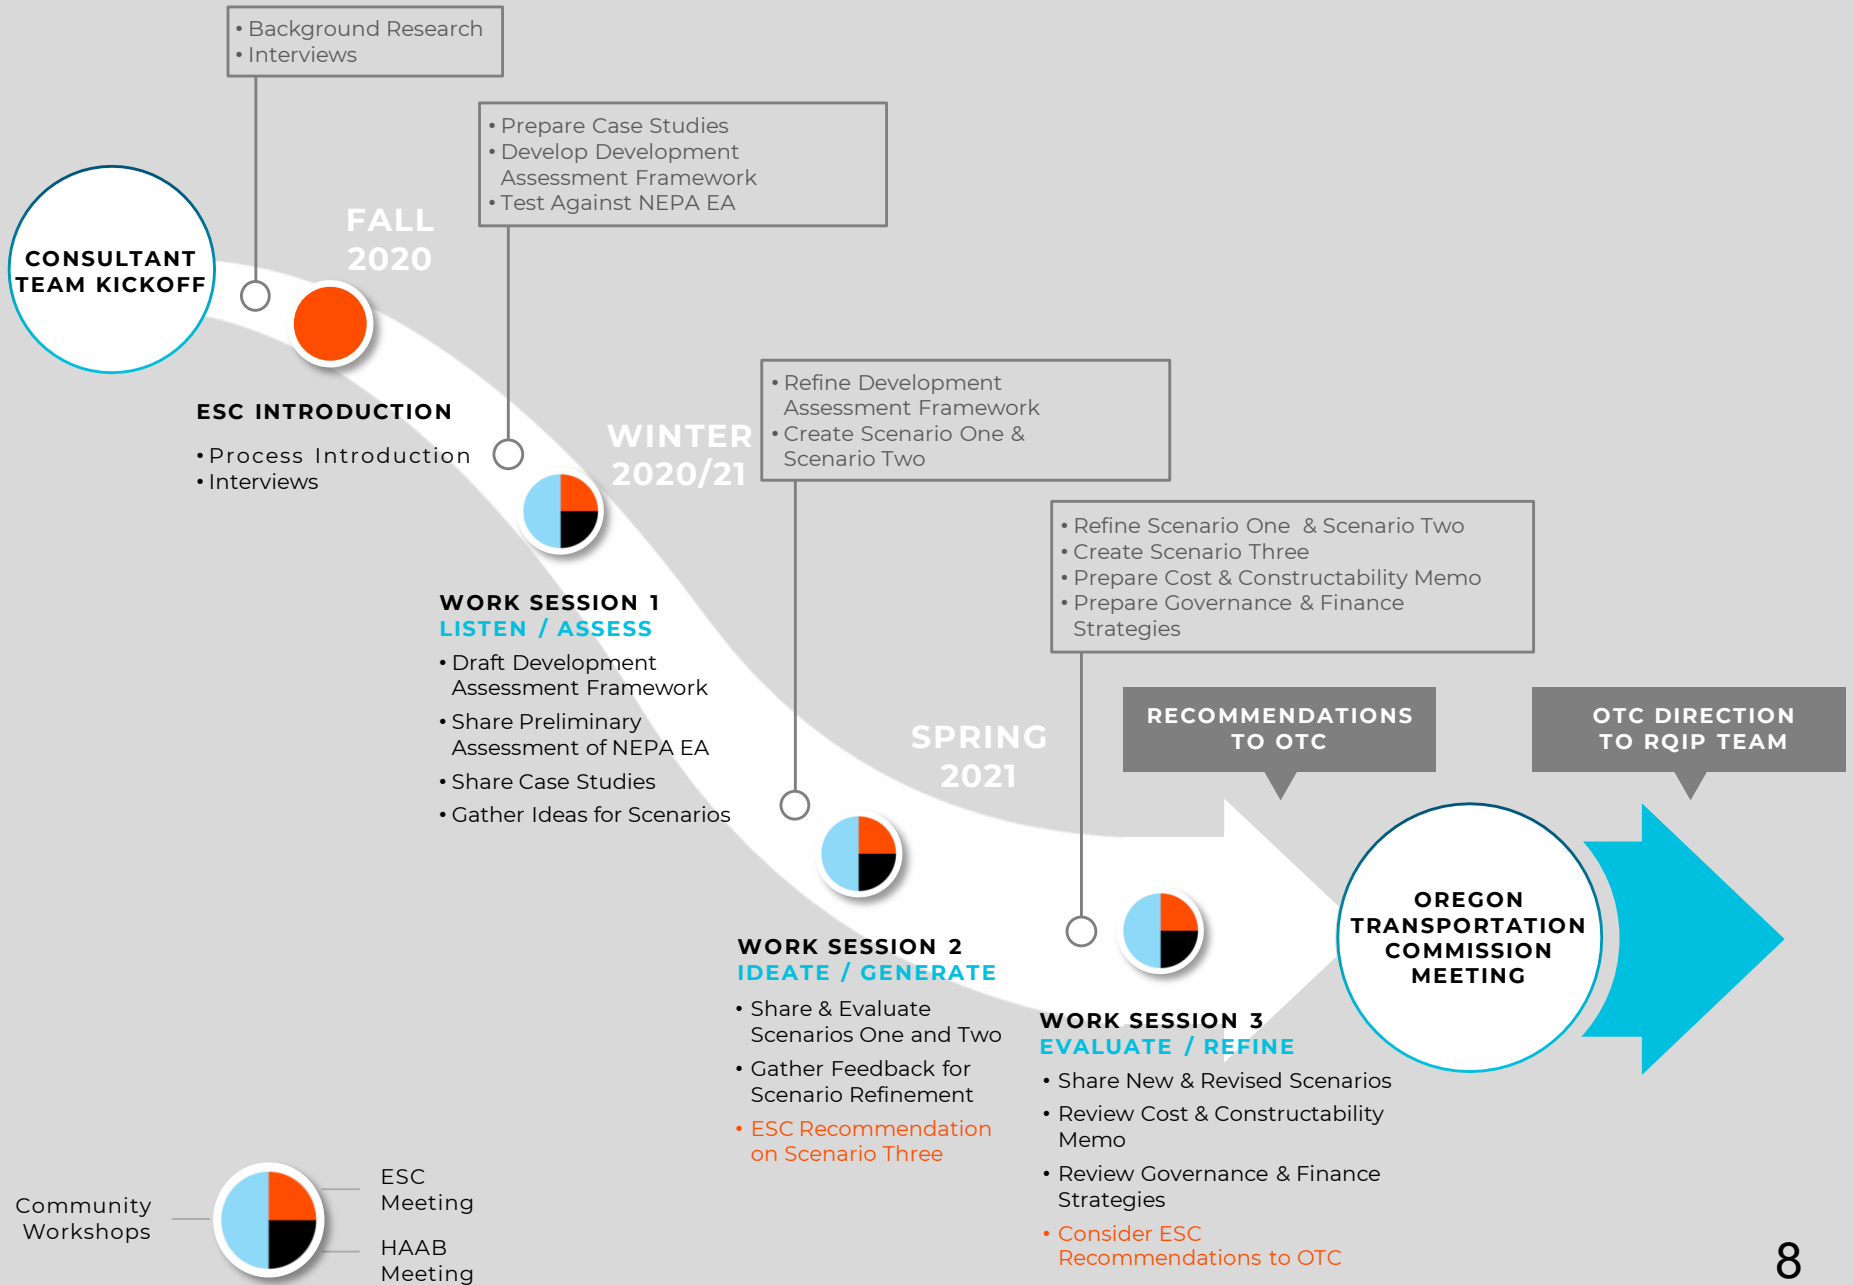 • Background Research
• Interviews
• Prepare Case Studies
• Develop Development
Assessment Framework
• Test Against NEPA EA
CONSULTANT
TEAM KICKOFF
FALL
2020
ESC INTRODUCTION
• Process Introduction
• Interviews
WINTER
2020/21
• Refine Development
Assessment Framework
• Create Scenario One &
Scenario Two
WORK SESSION 1
LISTEN / ASSESS
• Draft Development
Assessment Framework
• Share Preliminary
Assessment of NEPA EA
• Share Case Studies
• Gather Ideas for Scenarios
• Refine Scenario One & Scenario Two
• Create Scenario Three
• Prepare Cost & Constructability Memo
• Prepare Governance & Finance
Strategies
SPRING
2021
RECOMMENDATIONS
TO OTC
OTC DIRECTION
TO RQIP TEAM
OREGON
TRANSPORTATION
COMMISSION
MEETING
WORK SESSION 2
IDEATE / GENERATE
• Share & Evaluate
Scenarios One and Two
• Gather Feedback for
Scenario Refinement
• ESC Recommendation
on Scenario Three
WORK SESSION 3
EVALUATE / REFINE
• Share New & Revised Scenarios
• Review Cost & Constructability
Memo
• Review Governance & Finance
Strategies
• Consider ESC
Recommendations to OTC
Community
Workshops
ESC
Meeting
HAAB
Meeting
8